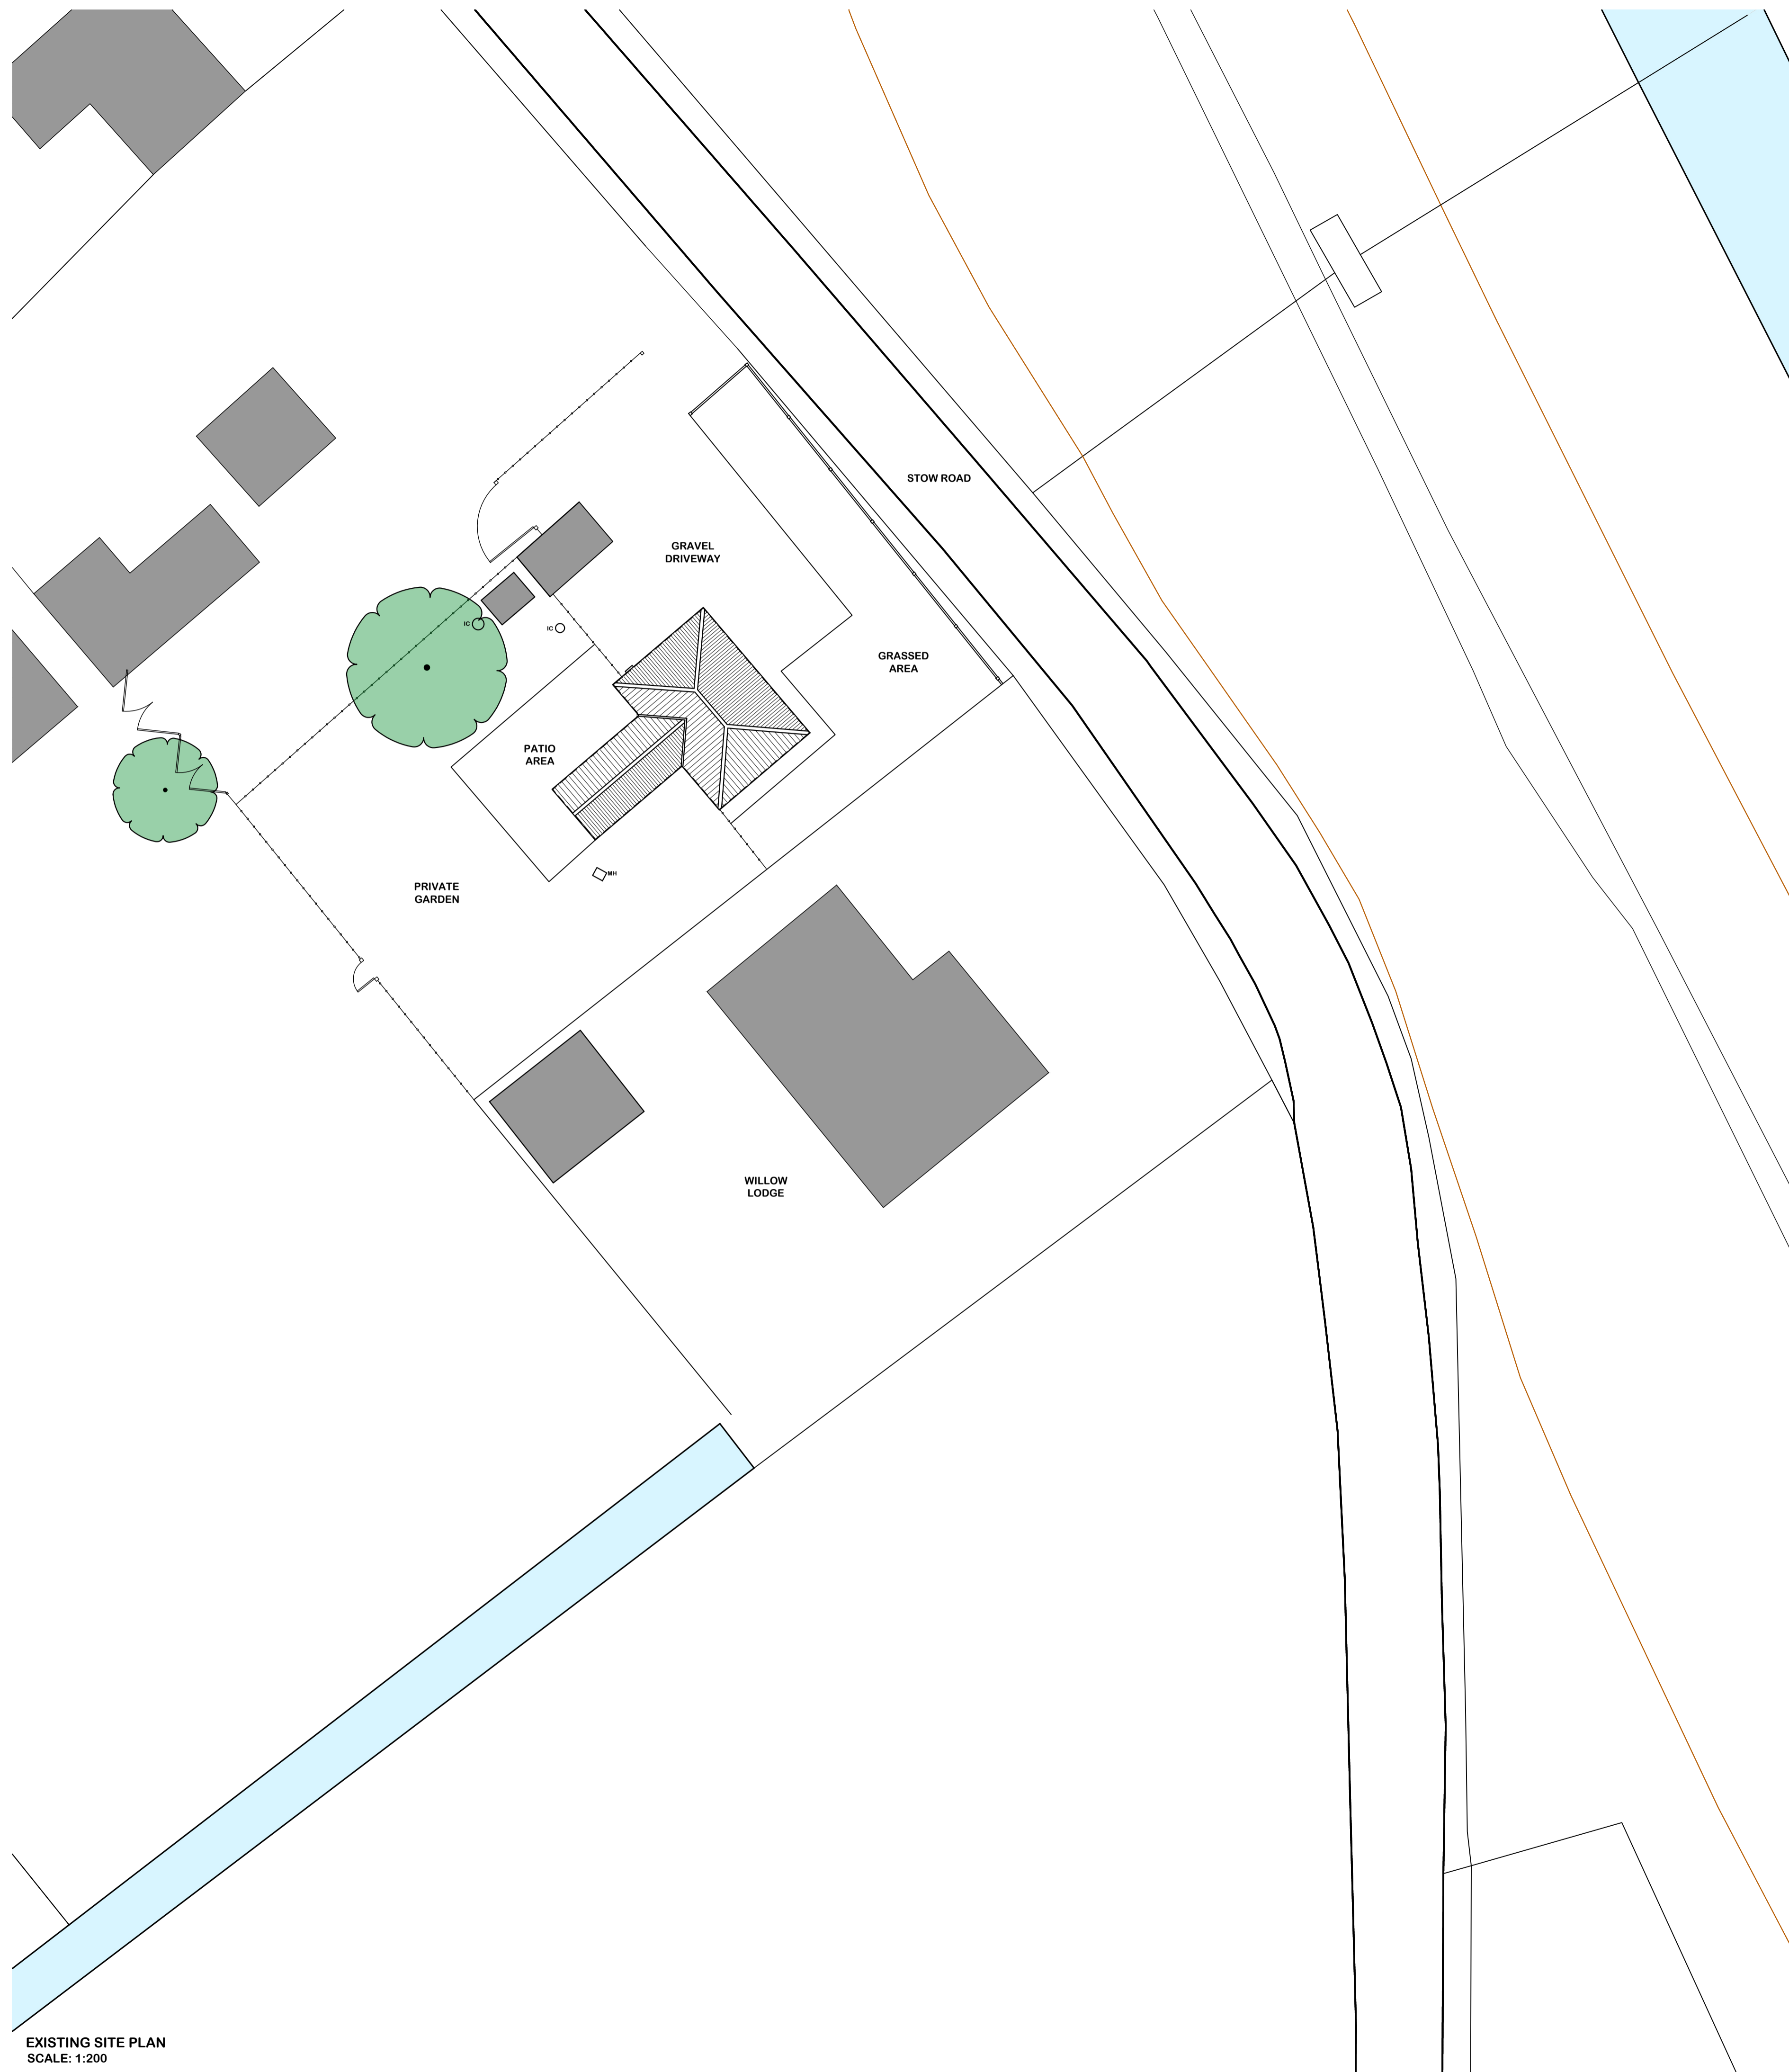 STOW ROAD
GRAVEL
DRIVEWAY
IC
IC
GRASSED
AREA
PATIO
AREA
MH
PRIVATE
GARDEN
WILLOW
LODGE
EXISTING SITE PLAN
SCALE: 1:200